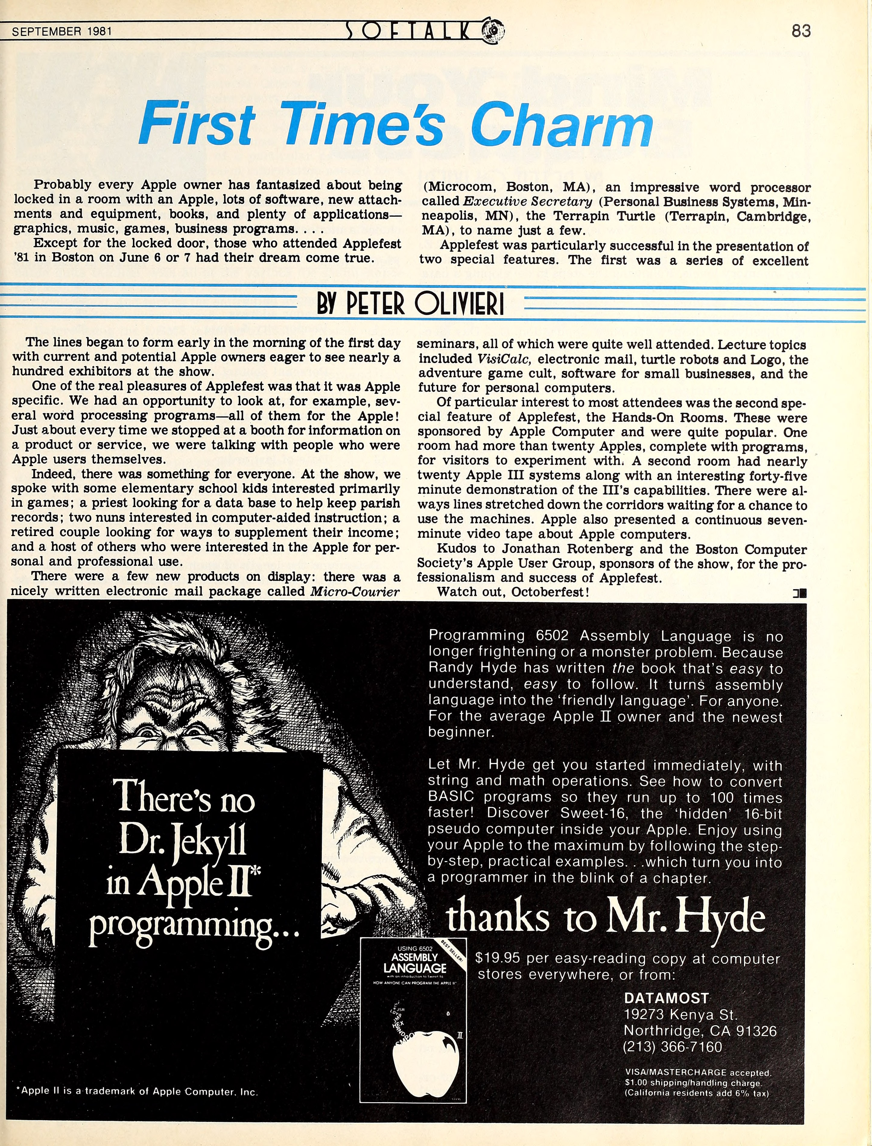 SEPTEMBER 1981
SOFTALK
83
First Time's Charm
Probably every Apple owner has fantasized about being
locked in a room with an Apple, lots of software, new attach-
ments and equipment, books, and plenty of applications—
graphics, music, games, business programs. . . .
Except for the locked door, those who attended Applefest
'81 in Boston on June 6 or 7 had their dream come true.
(Microcom, Boston, MA), an impressive word processor
called Executive Secretary (Personal Business Systems, Min-
neapolis, MN), the Terrapin Turtle (Terrapin, Cambridge,
MA), to name just a few.
Applefest was particularly successful in the presentation of
two special features. The first was a series of excellent
BY PETER OLIVIERI
The lines began to form early in the morning of the first day
with current and potential Apple owners eager to see nearly a
hundred exhibitors at the show.
One of the real pleasures of Applefest was that it was Apple
specific. We had an opportunity to look at, for example, sev-
eral word processing programs—all of them for the Apple!
Just about every time we stopped at a booth for information on
a product or service, we were talking with people who were
Apple users themselves.
Indeed, there was something for everyone. At the show, we
spoke with some elementary school kids interested primarily
in games; a priest looking for a data base to help keep parish
records; two nuns interested in computer-aided instruction; a
retired couple looking for ways to supplement their income;
and a host of others who were interested in the Apple for per-
sonal and professional use.
There were a few new products on display: there was a
nicely written electronic mail package called Micro-Courier
seminars, all of which were quite well attended. Lecture topics
included VisiCalc, electronic mail, turtle robots and Logo, the
adventure game cult, software for small businesses, and the
future for personal computers.
Of particular interest to most attendees was the second spe-
cial feature of Applefest, the Hands-On Rooms. These were
sponsored by Apple Computer and were quite popular. One
room had more than twenty Apples, complete with programs,
for visitors to experiment with. A second room had nearly
twenty Apple III systems along with an interesting forty-five
minute demonstration of the III's capabilities. There were al-
ways lines stretched down the corridors waiting for a chance to
use the machines. Apple also presented a continuous seven-
minute video tape about Apple computers.
Kudos to Jonathan Rotenberg and the Boston Computer
Society's Apple User Group, sponsors of the show, for the pro-
fessionalism and success of Applefest.
Watch out, Octoberfest!
There's no
Dr. Jekyll
in Apple II*
programming...
Programming 6502 Assembly Language is no
longer frightening or a monster problem. Because
Randy Hyde has written the book that's easy to
understand, easy to follow. It turns assembly
language into the 'friendly language'. For anyone.
For the average Apple II owner and the newest
beginner.
Let Mr. Hyde get you started immediately, with
string and math operations. See how to convert
BASIC programs so they run up to 100 times
faster! Discover Sweet-16, the 'hidden' 16-bit
pseudo computer inside your Apple. Enjoy using
your Apple to the maximum by following the step-
by-step, practical examples. . .which turn you into
a programmer in the blink of a chapter.
thanks to Mr. Hyde
USING 6502
ASSEMBLY
LANGUAGE
HOW ANYONE CAN PROGRAM THE APPLE II
BEST SELLER!
II
$19.95 per easy-reading copy at computer
stores everywhere, or from:
DATAMOST
19273 Kenya St.
Northridge, CA 91326
(213) 366-7160
VISA/MASTERCHARGE accepted.
$1.00 shipping/handling charge.
(California residents add 6% tax)
*Apple II is a trademark of Apple Computer, Inc.